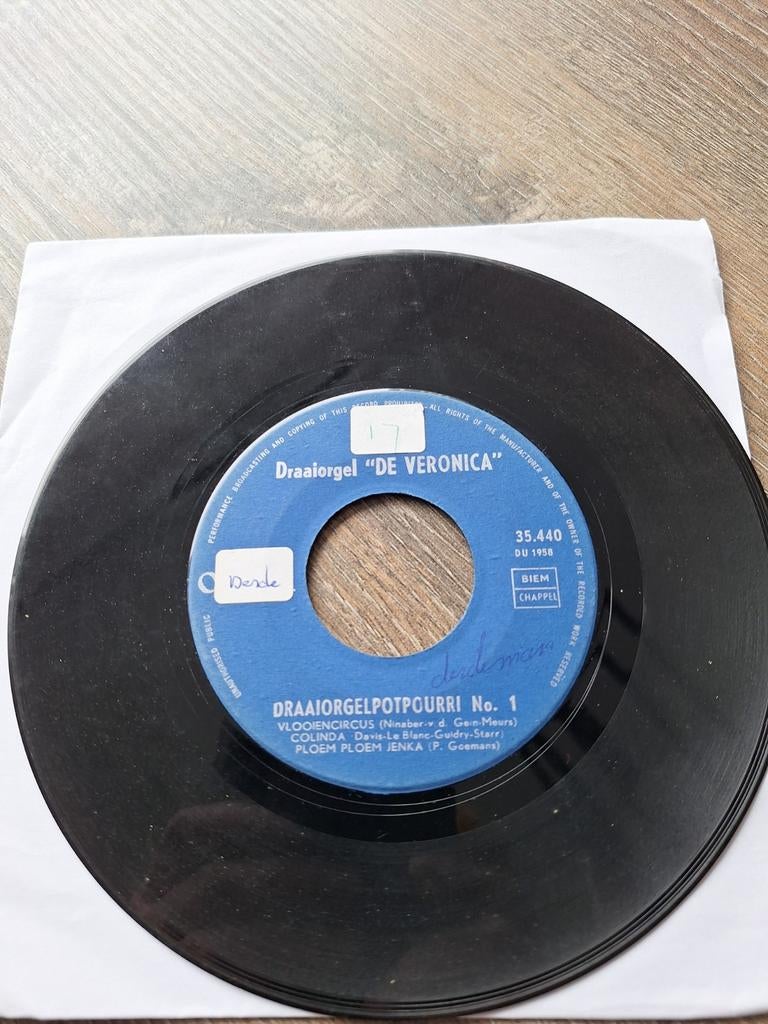 UNAUTHORISED PUBLIC PERFORMANCE BROADCASTING AND COPYING OF THIS RECORD PROHIBITED - ALL RIGHTS OF THE MANUFACTURER AND OF THE OWNER OF THE RECORDED WORK RESERVED
17
Draaiorgel "DE VERONICA"
35.440
DU 1958
BIEM
CHAPPEL
derdeman
DRAAIORGELPOTPOURRI No. 1
VLOOIENCIRCUS (Ninaber-v. d. Gein-Meurs)
COLINDA Davis-Le Blanc-Guidry-Starr)
PLOEM PLOEM JENKA (P. Goemans)